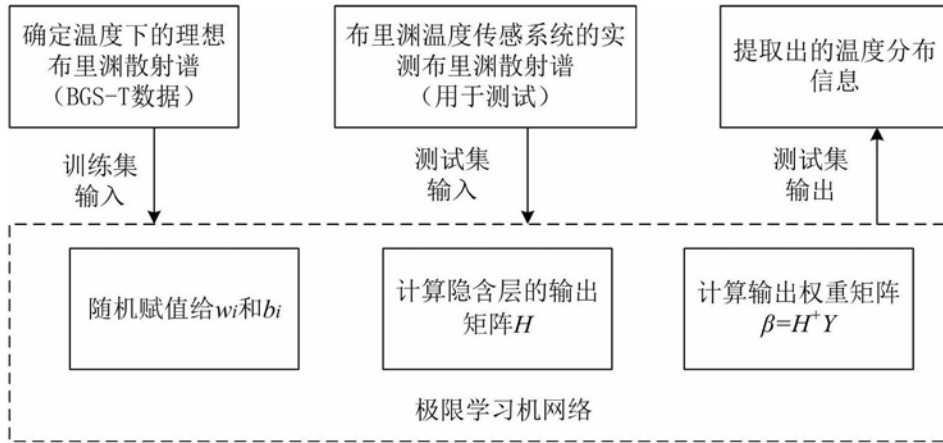 确定温度下的理想
布里渊散射谱
（BGS-T数据）
布里渊温度传感系统的实
测布里渊散射谱
（用于测试）
提取出的温度分布
信息
训练集
输入
测试集
输入
测试集
输出
随机赋值给wi和bi
计算隐含层的输出
矩阵H
计算输出权重矩阵
β=H⁺Y
极限学习机网络